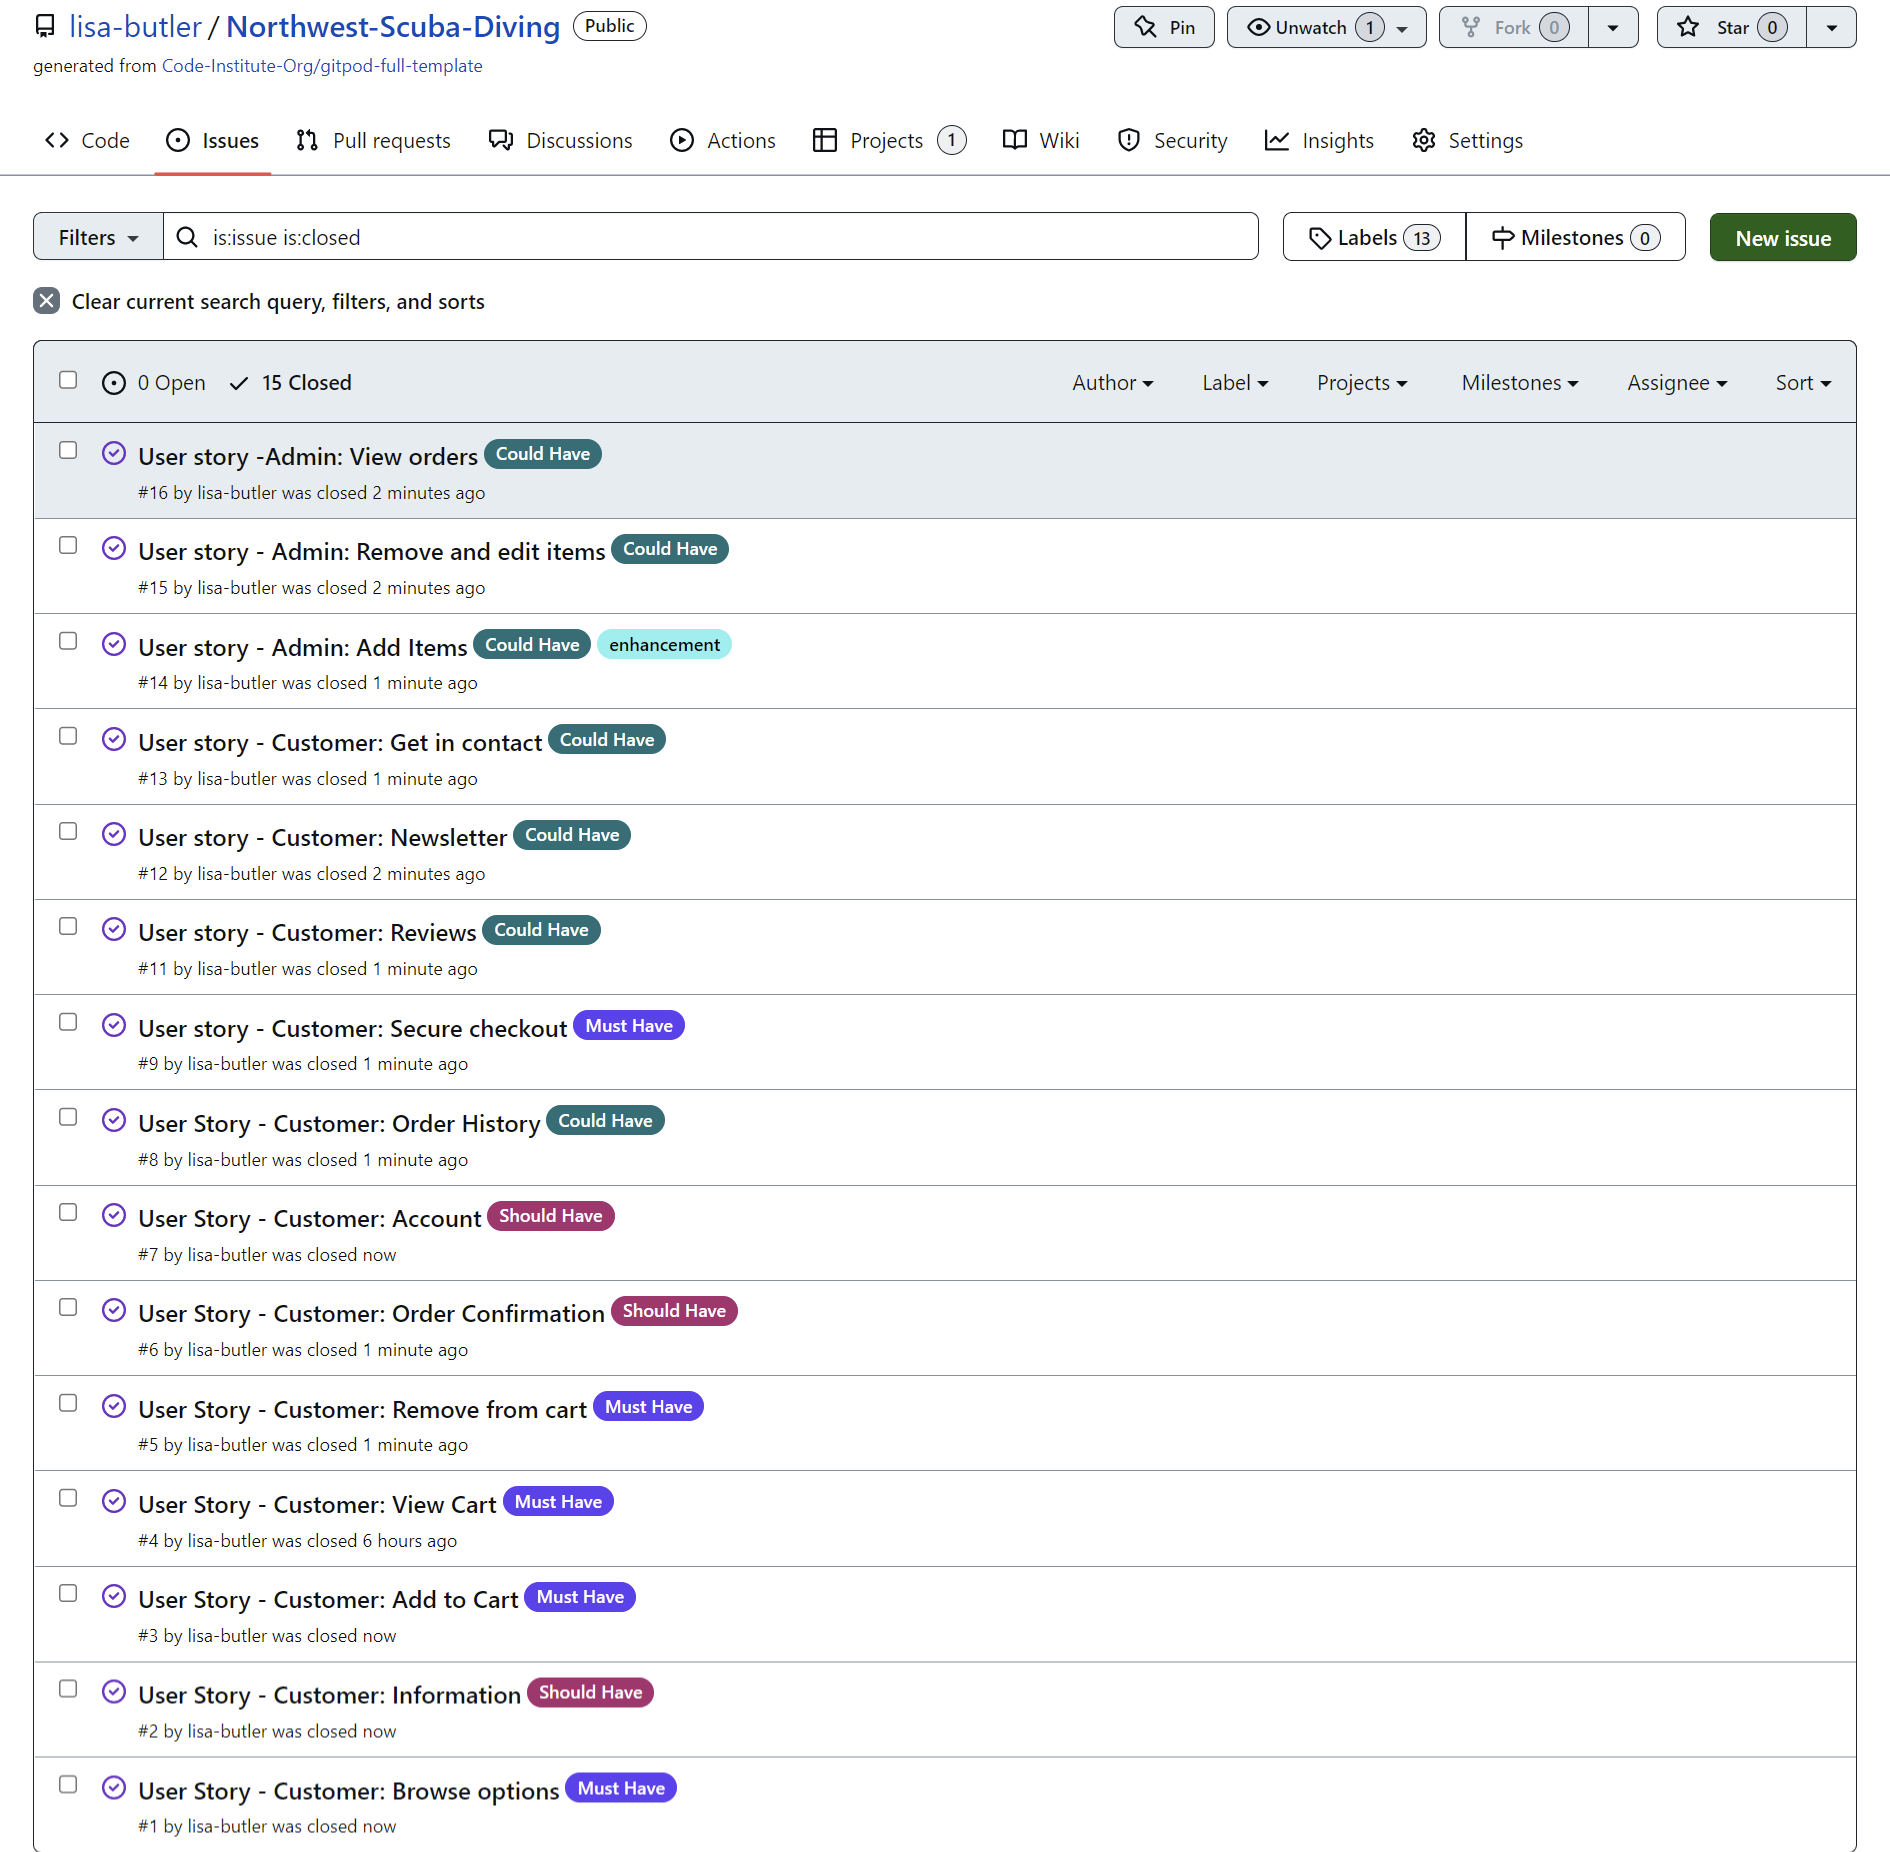 lisa-butler / Northwest-Scuba-Diving Public
Pin Unwatch 1 Fork 0 Star 0
generated from Code-Institute-Org/gitpod-full-template
Code Issues Pull requests Discussions Actions Projects 1 Wiki Security Insights Settings
Filters is:issue is:closed Labels 13 Milestones 0 New issue
Clear current search query, filters, and sorts
0 Open 15 Closed Author Label Projects Milestones Assignee Sort
User story -Admin: View orders Could Have
#16 by lisa-butler was closed 2 minutes ago
User story - Admin: Remove and edit items Could Have
#15 by lisa-butler was closed 2 minutes ago
User story - Admin: Add Items Could Have enhancement
#14 by lisa-butler was closed 1 minute ago
User story - Customer: Get in contact Could Have
#13 by lisa-butler was closed 1 minute ago
User story - Customer: Newsletter Could Have
#12 by lisa-butler was closed 2 minutes ago
User story - Customer: Reviews Could Have
#11 by lisa-butler was closed 1 minute ago
User story - Customer: Secure checkout Must Have
#9 by lisa-butler was closed 1 minute ago
User Story - Customer: Order History Could Have
#8 by lisa-butler was closed 1 minute ago
User Story - Customer: Account Should Have
#7 by lisa-butler was closed now
User Story - Customer: Order Confirmation Should Have
#6 by lisa-butler was closed 1 minute ago
User Story - Customer: Remove from cart Must Have
#5 by lisa-butler was closed 1 minute ago
User Story - Customer: View Cart Must Have
#4 by lisa-butler was closed 6 hours ago
User Story - Customer: Add to Cart Must Have
#3 by lisa-butler was closed now
User Story - Customer: Information Should Have
#2 by lisa-butler was closed now
User Story - Customer: Browse options Must Have
#1 by lisa-butler was closed now